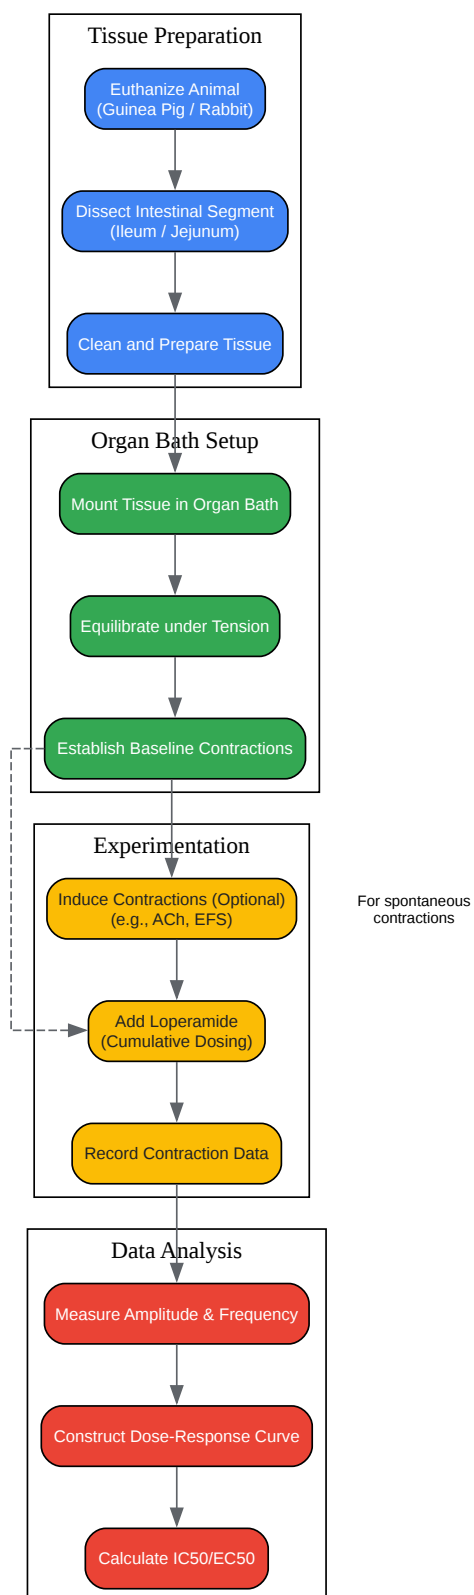 Tissue Preparation
Euthanize Animal
(Guinea Pig / Rabbit)
Dissect Intestinal Segment
(Ileum / Jejunum)
Clean and Prepare Tissue
Organ Bath Setup
Mount Tissue in Organ Bath
Equilibrate under Tension
Establish Baseline Contractions
Experimentation
Induce Contractions (Optional)
(e.g., ACh, EFS)
For spontaneous
contractions
Add Loperamide
(Cumulative Dosing)
Record Contraction Data
Data Analysis
Measure Amplitude & Frequency
Construct Dose-Response Curve
Calculate IC50/EC50